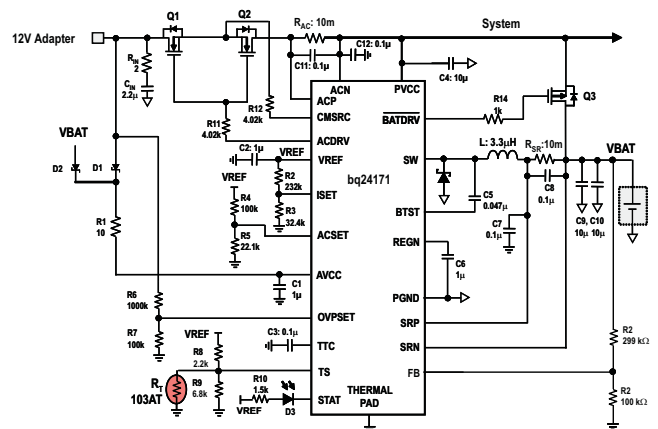 Q1 Q2 R_AC: 10m System
12V Adapter
R_IN
2
C_IN
2.2µ
C12: 0.1µ
C11: 0.1µ
C4: 10µ
VBAT
D2 D1
R12
4.02k
R11
4.02k
C2: 1µ
VREF
R2
232k
R3
32.4k
VREF
R4
100k
R5
22.1k
R1
10
C1
1µ
R6
1000k
R7
100k
C3: 0.1µ
VREF
R8
2.2k
R9
6.8k
R_T
103AT
R10
1.5k
VREF
D3
ACN
ACP
CMSRC
ACDRV
VREF
ISET
ACSET
AVCC
OVPSET
TTC
TS
STAT
bq24171
THERMAL
PAD
PVCC
BATDRV
SW
BTST
REGN
PGND
SRP
SRN
FB
R14
1k
Q3
L: 3.3µH
R_SR:10m
VBAT
C5
0.047µ
C8
0.1µ
C7
0.1µ
C9, C10
10µ 10µ
C6
1µ
R2
299 kΩ
R2
100 kΩ